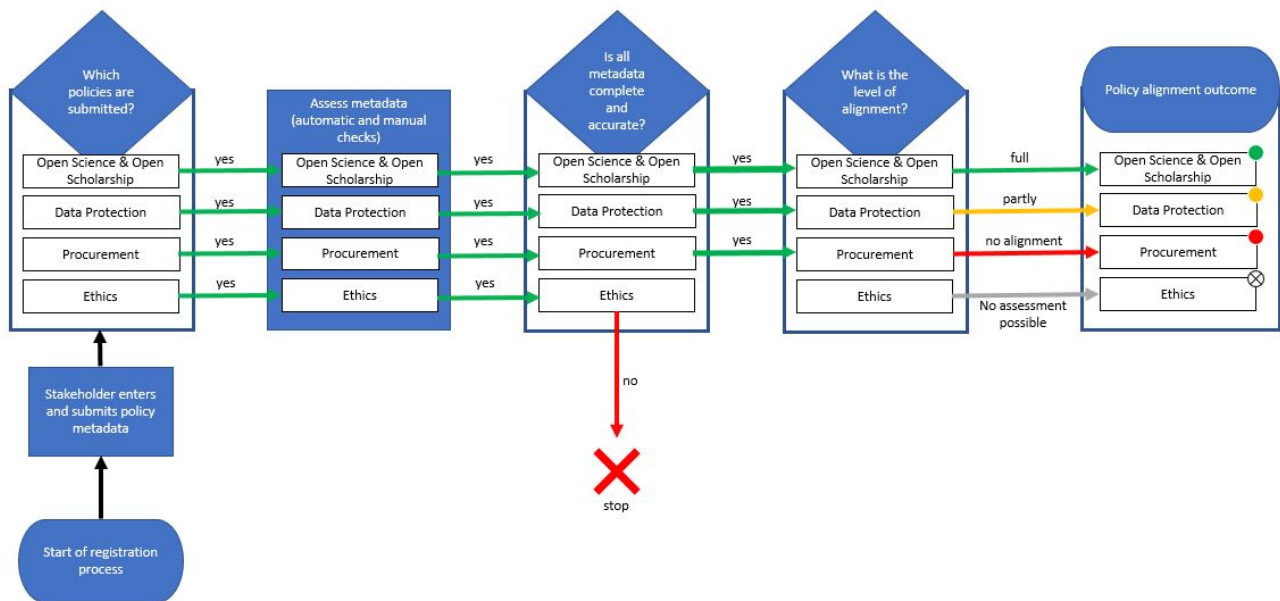 Which
policies are
submitted?
Open Science & Open
Scholarship
Data Protection
Procurement
Ethics
yes
yes
yes
yes
Assess metadata
(automatic and manual
checks)
Open Science & Open
Scholarship
Data Protection
Procurement
Ethics
yes
yes
yes
yes
Is all
metadata
complete
and
accurate?
Open Science & Open
Scholarship
Data Protection
Procurement
Ethics
yes
yes
yes
no
stop
What is the
level of
alignment?
Open Science & Open
Scholarship
Data Protection
Procurement
Ethics
full
partly
no alignment
No assessment
possible
Policy alignment outcome
Open Science & Open
Scholarship
Data Protection
Procurement
Ethics
Stakeholder enters
and submits policy
metadata
Start of registration
process